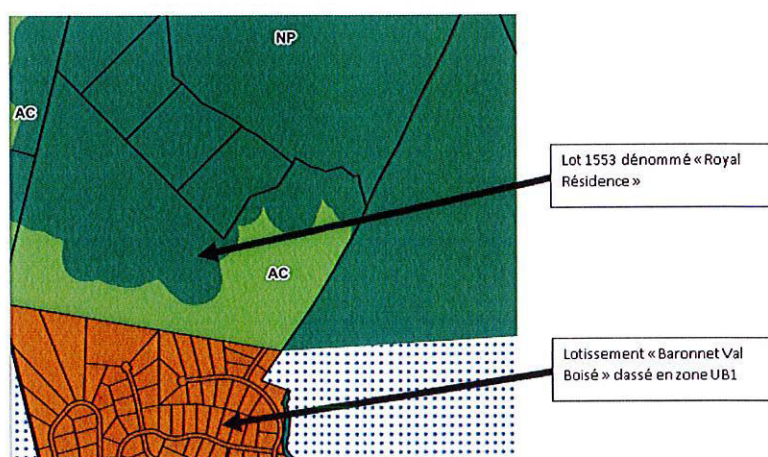 NP
AC
Lot 1553 dénommé « Royal
Résidence »
AC
Lotissement « Baronnet Val
Boisé » classé en zone UB1